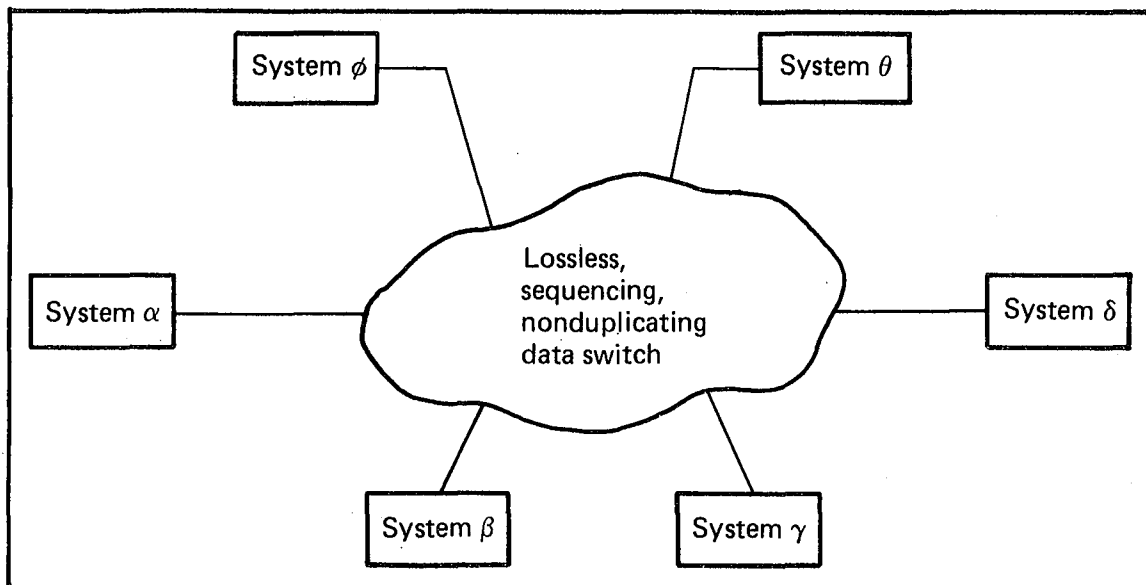 System ϕ
System θ
Lossless,
sequencing,
nonduplicating
data switch
System α
System δ
System β
System γ